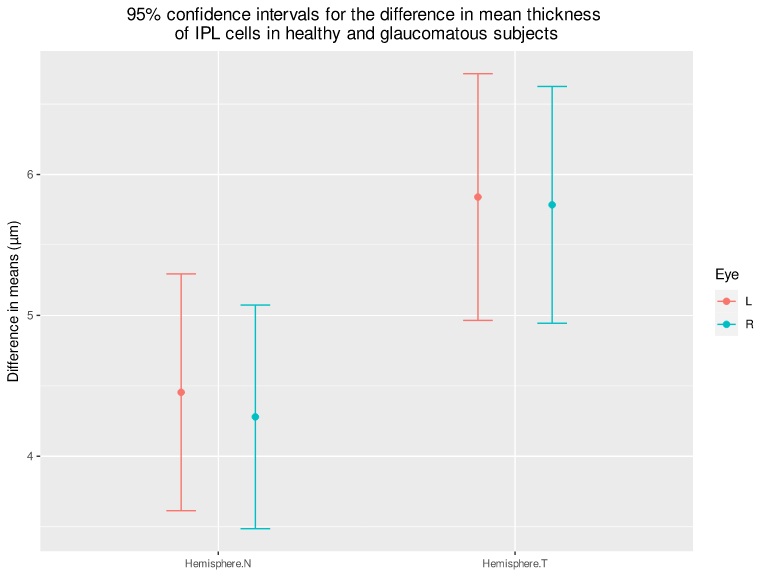 95% confidence intervals for the difference in mean thickness
of IPL cells in healthy and glaucomatous subjects
Difference in means (µm)
6
5
4
Hemisphere.N
Hemisphere.T
Eye
L
R